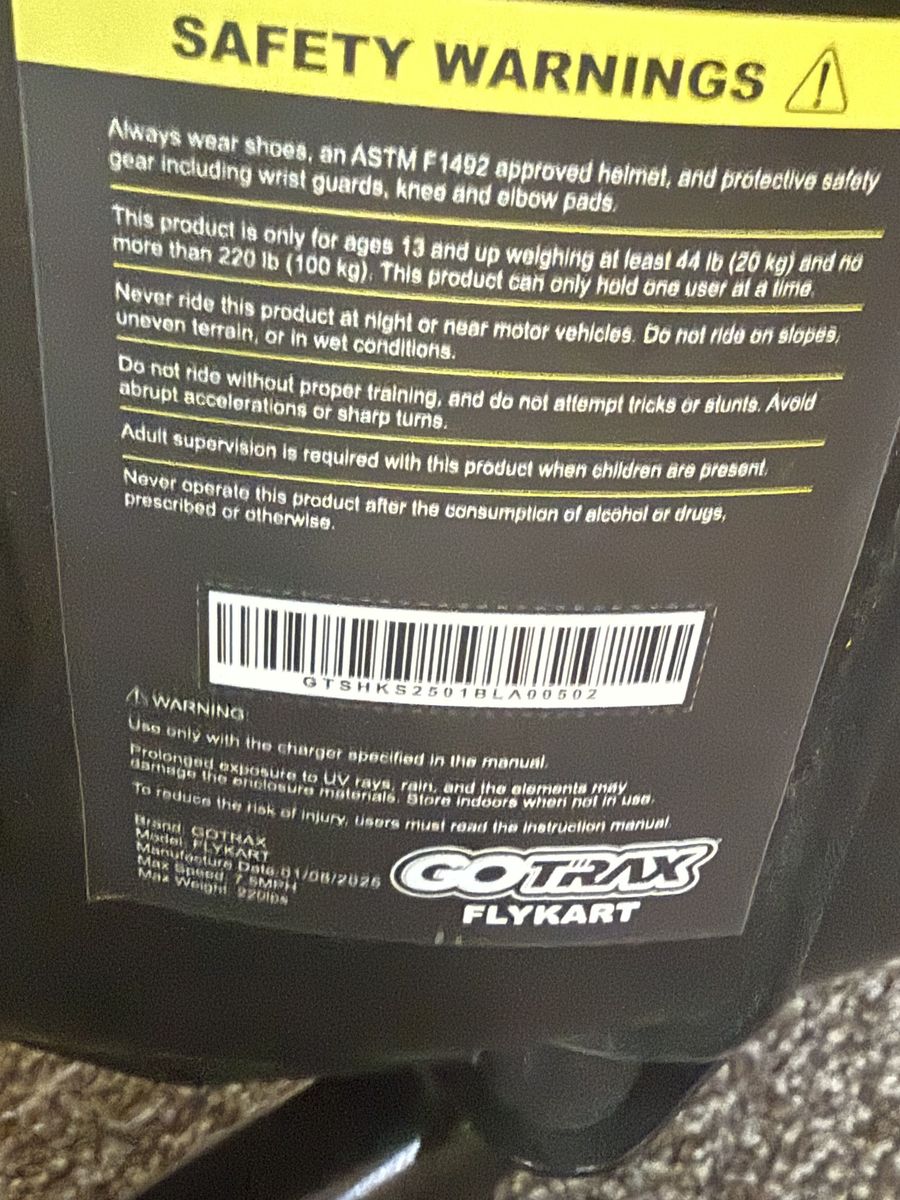 SAFETY WARNINGS
Always wear shoes, an ASTM F1492 approved helmet, and protective safety
gear including wrist guards, knee and elbow pads.
This product is only for ages 13 and up weighing at least 44 lb (20 kg) and no
more than 220 lb (100 kg). This product can only hold one user at a time.
Never ride this product at night or near motor vehicles. Do not ride on slopes,
uneven terrain, or in wet conditions.
Do not ride without proper training, and do not attempt tricks or stunts. Avoid
abrupt accelerations or sharp turns.
Adult supervision is required with this product when children are present.
Never operate this product after the consumption of alcohol or drugs,
prescribed or otherwise.
GTSHKS2501BLA00502
WARNING
Use only with the charger specified in the manual.
Prolonged exposure to UV rays, rain, and the elements may
damage the enclosure materials. Store indoors when not in use.
To reduce the risk of injury, users must read the instruction manual.
Brand: GOTRAX
Model: FLYKART
Manufacture Date:01/08/2025
Max Speed: 7.5MPH
Max Weight: 220lbs
GOTRAX
FLYKART